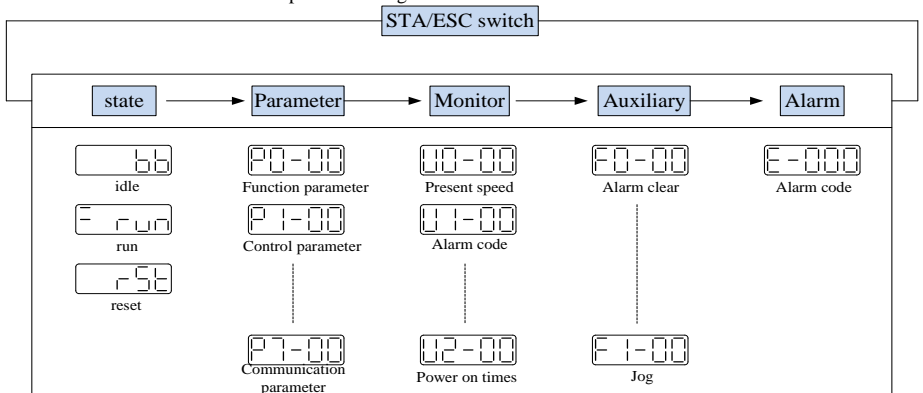 STA/ESC switch
state Parameter Monitor Auxiliary Alarm
bb P0-00 U0-00 F0-00 E-000
idle Function parameter Present speed Alarm clear Alarm code
run P1-00 U1-00
run Control parameter Alarm code
rSt
reset
P7-00 U2-00 F1-00
Communication parameter Power on times Jog